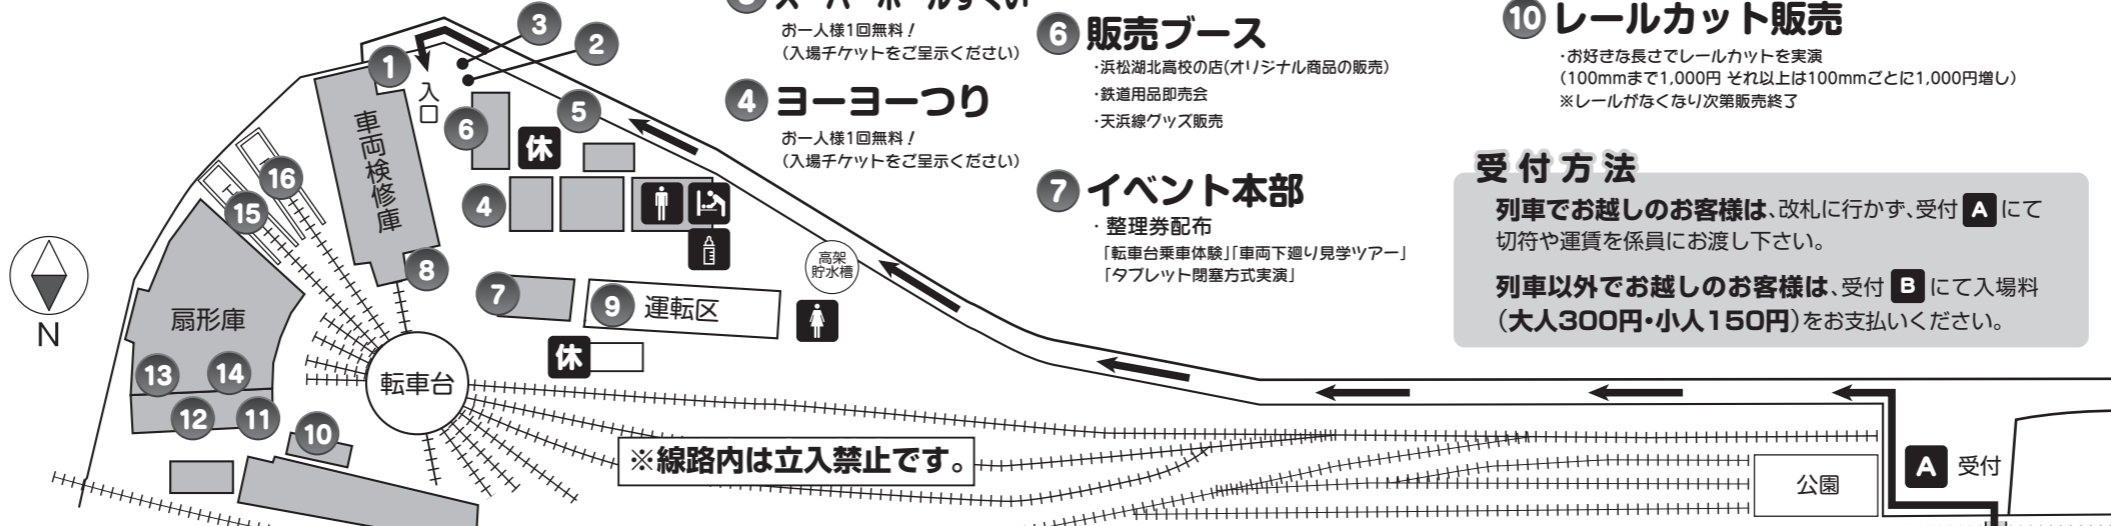 スーパーボールすくい
お一人様1回無料！
(入場チケットをご呈示ください)
4 ヨーヨーつり
お一人様1回無料！
(入場チケットをご呈示ください)
6 販売ブース
・浜松湖北高校の店(オリジナル商品の販売)
・鉄道用品即売会
・天浜線グッズ販売
7 イベント本部
・整理券配布
「転車台乗車体験」「車両下廻り見学ツアー」
「タブレット閉塞方式実演」
10 レールカット販売
・お好きな長さでレールカットを実演
(100mmまで1,000円 それ以上は100mmごとに1,000円増し)
※レールがなくなり次第販売終了
受付方法
列車でお越しのお客様は、改札に行かず、受付 A にて
切符や運賃を係員にお渡し下さい。
列車以外でお越しのお客様は、受付 B にて入場料
(大人300円・小人150円)をお支払いください。
3
2
1
入口
車両検修庫
6
休
5
16
15
4
8
高架
貯水槽
7
9 運転区
N
扇形庫
休
13
14
転車台
12
11
10
※線路内は立入禁止です。
公園
A 受付